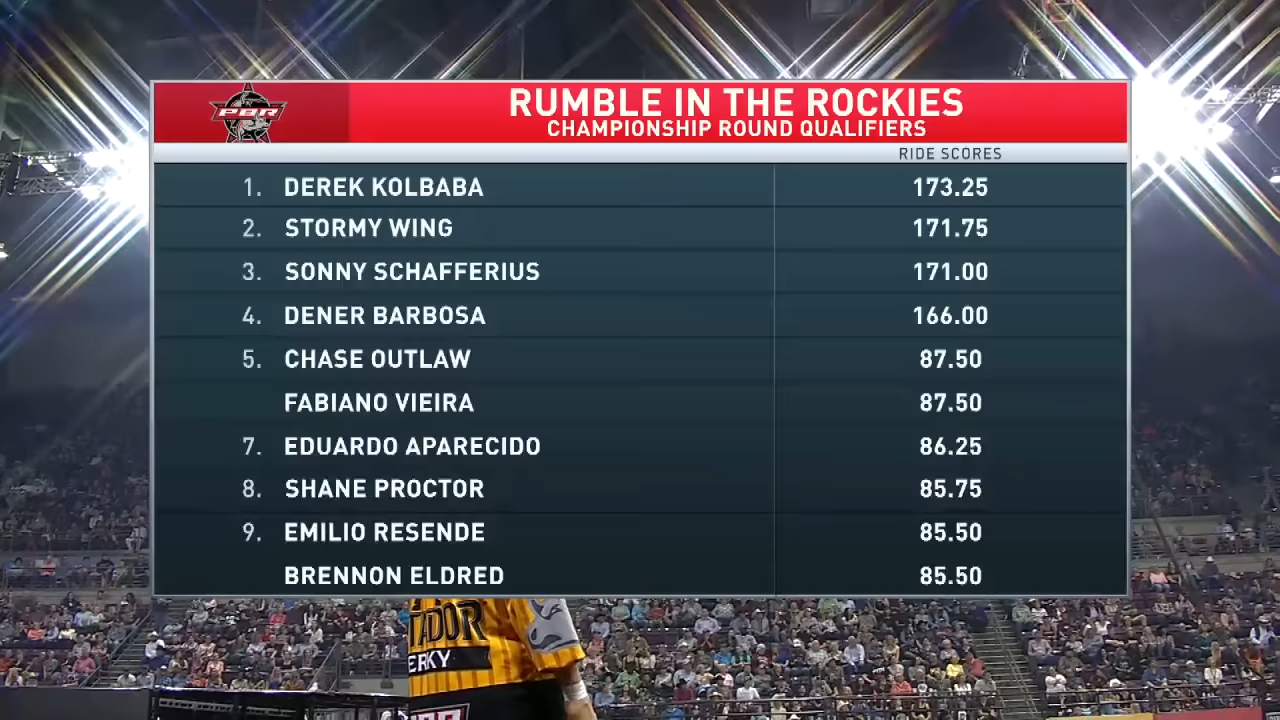 PBR
RUMBLE IN THE ROCKIES
CHAMPIONSHIP ROUND QUALIFIERS
RIDE SCORES
1. DEREK KOLBABA 173.25
2. STORMY WING 171.75
3. SONNY SCHAFFERIUS 171.00
4. DENER BARBOSA 166.00
5. CHASE OUTLAW 87.50
FABIANO VIEIRA 87.50
7. EDUARDO APARECIDO 86.25
8. SHANE PROCTOR 85.75
9. EMILIO RESENDE 85.50
BRENNON ELDRED 85.50
TADOR
ERKY